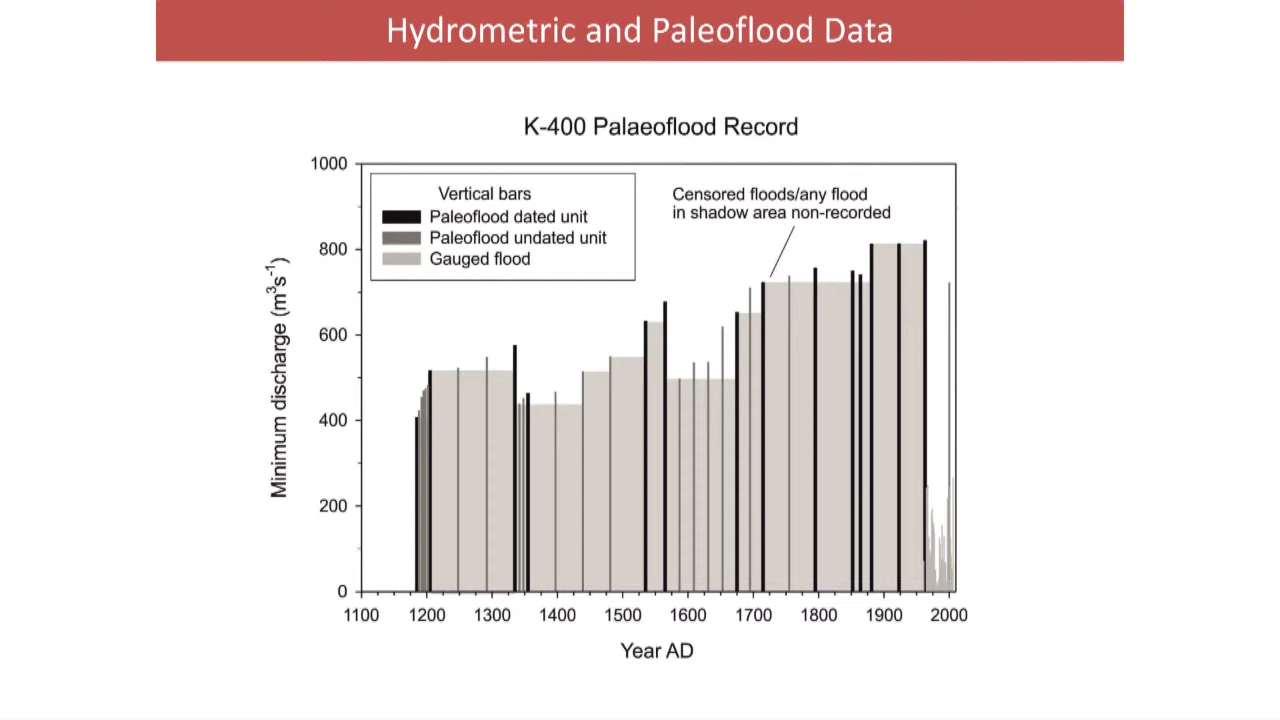 Hydrometric and Paleoflood Data
K-400 Palaeoflood Record
Vertical bars
Paleoflood dated unit
Paleoflood undated unit
Gauged flood
Censored floods/any flood
in shadow area non-recorded
Minimum discharge (m³s⁻¹)
1000
800
600
400
200
0
1100 1200 1300 1400 1500 1600 1700 1800 1900 2000
Year AD